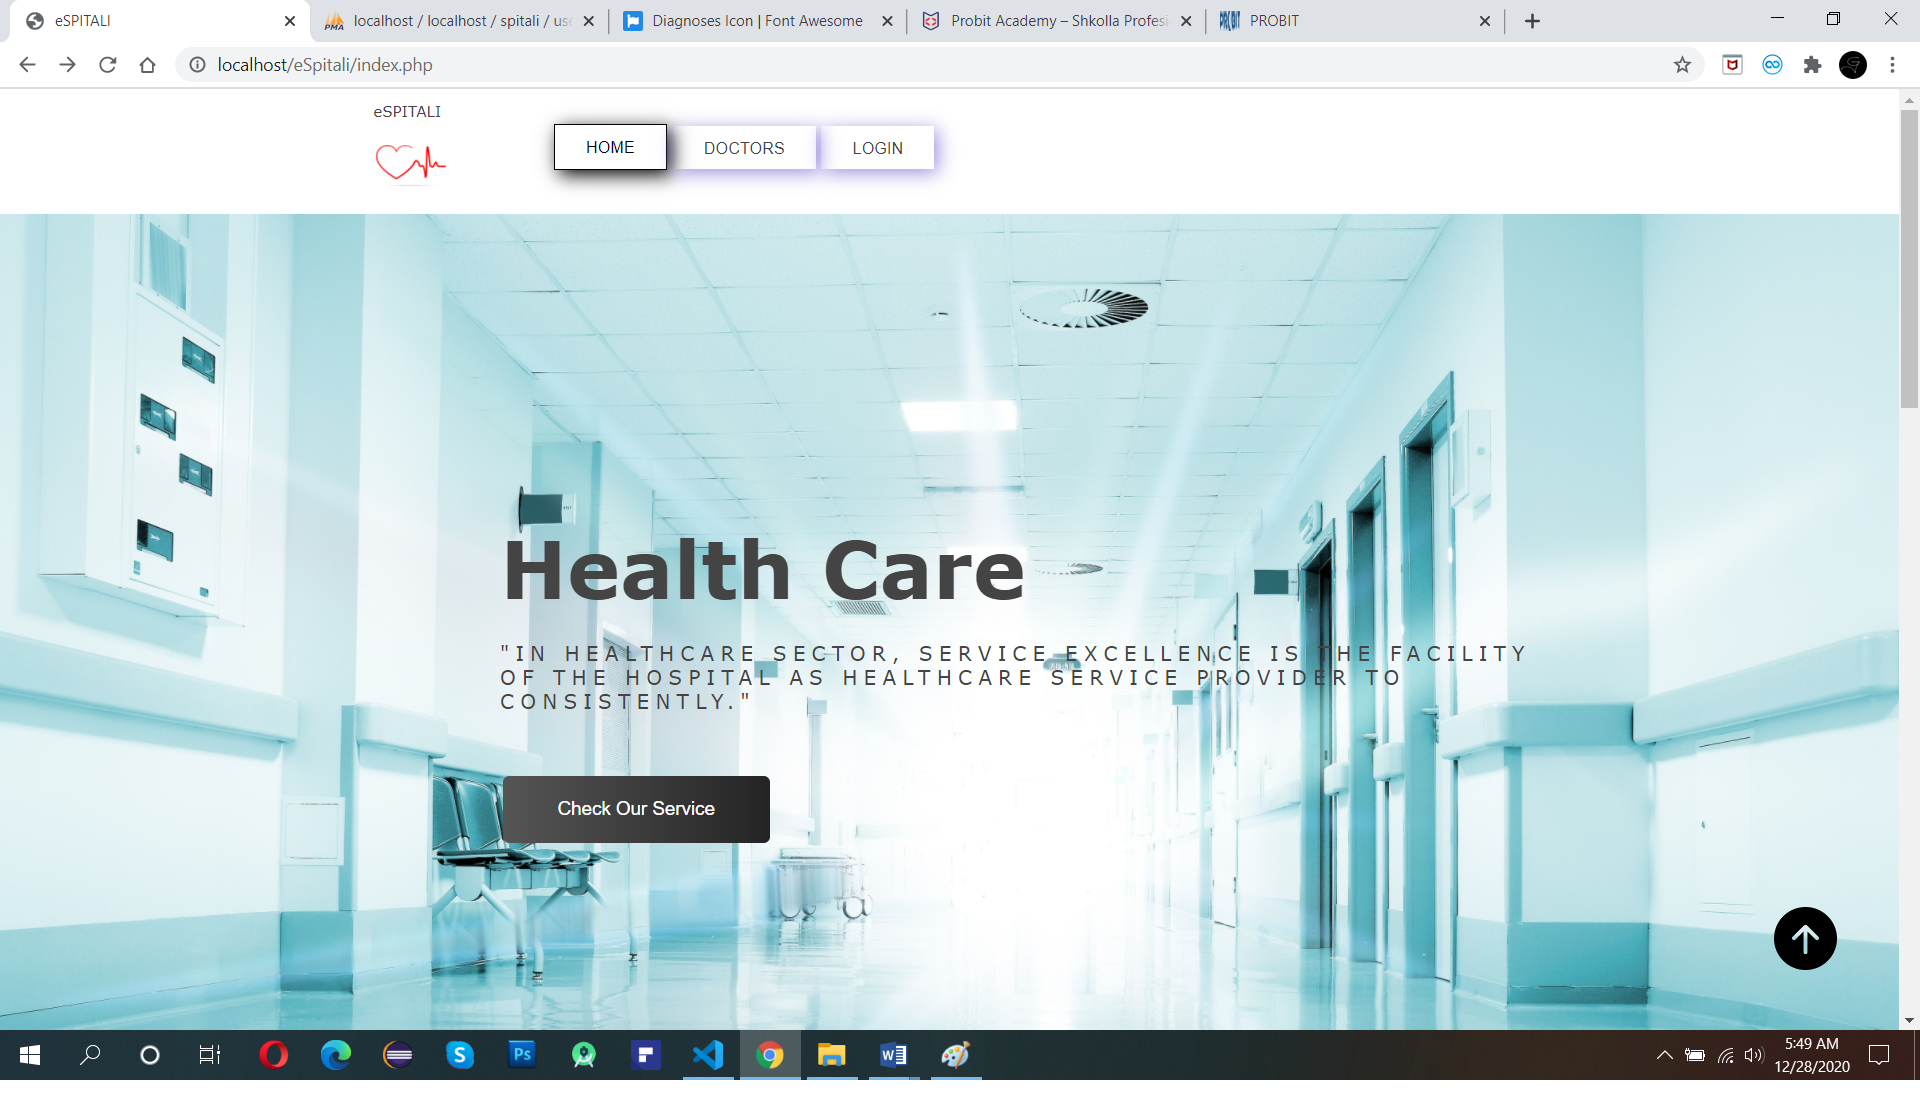 eSPITALI
localhost / localhost / spitali / use
Diagnoses Icon | Font Awesome
Probit Academy – Shkolla Profesi
PROBIT
localhost/eSpitali/index.php
eSPITALI
HOME
DOCTORS
LOGIN
Health Care
"IN HEALTHCARE SECTOR, SERVICE EXCELLENCE IS THE FACILITY
OF THE HOSPITAL AS HEALTHCARE SERVICE PROVIDER TO
CONSISTENTLY."
Check Our Service
5:49 AM
12/28/2020